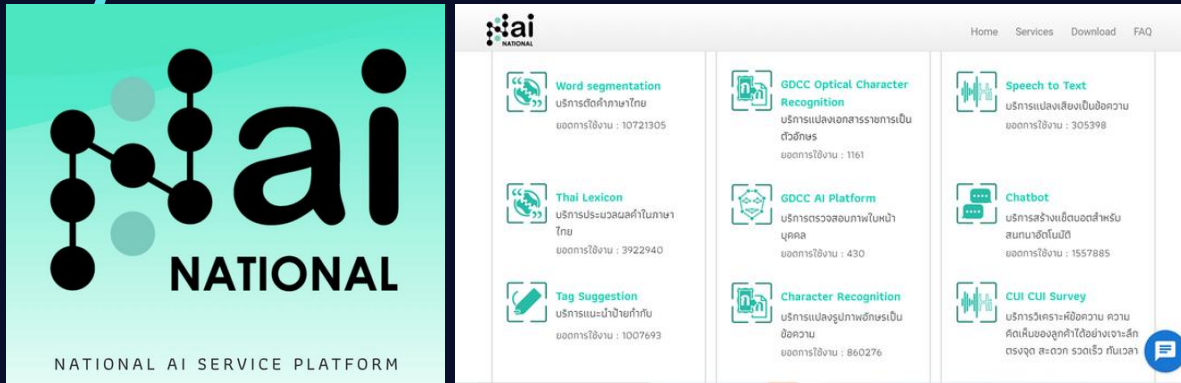 Nai
NATIONAL
NATIONAL AI SERVICE PLATFORM
Nai
NATIONAL
Home Services Download FAQ
Word segmentation
บริการตัดคำภาษาไทย
ยอดการใช้งาน : 10721305
Thai Lexicon
บริการประมวลผลคำในภาษา
ไทย
ยอดการใช้งาน : 3922940
Tag Suggestion
บริการแนะนำป้ายกำกับ
ยอดการใช้งาน : 1007693
GDCC Optical Character
Recognition
บริการแปลงเอกสารราชการเป็น
ตัวอักษร
ยอดการใช้งาน : 1161
GDCC AI Platform
บริการตรวจสอบภาพใบหน้า
บุคคล
ยอดการใช้งาน : 430
Character Recognition
บริการแปลงรูปภาพอักษรเป็น
ข้อความ
ยอดการใช้งาน : 860276
Speech to Text
บริการแปลงเสียงเป็นข้อความ
ยอดการใช้งาน : 305398
Chatbot
บริการสร้างแช็ตบอตสำหรับ
สนทนาอัตโนมัติ
ยอดการใช้งาน : 1557885
CUI CUI Survey
บริการวิเคราะห์ข้อความ ความ
คิดเห็นของลูกค้าได้อย่างเจาะลึก
ตรงจุด สะดวก รวดเร็ว ทันเวลา